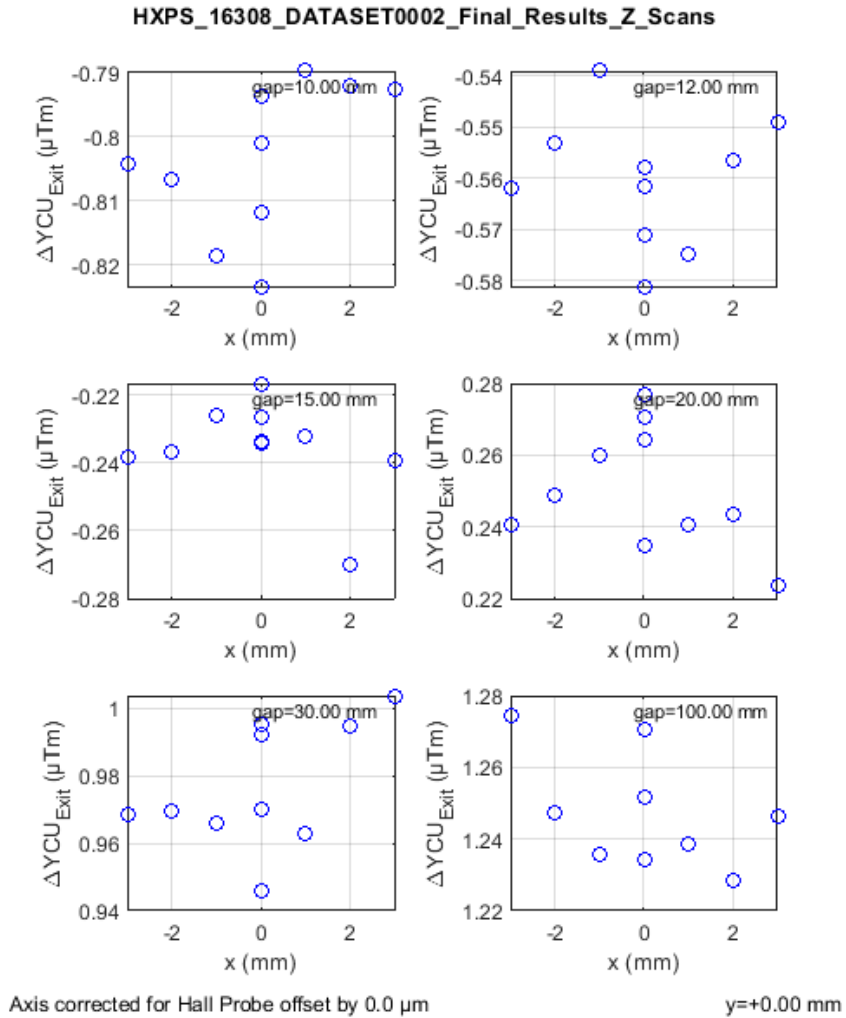 HXPS_16308_DATASET0002_Final_Results_Z_Scans
gap=10.00 mm
ΔYCU_Exit (µTm)
-0.79
-0.8
-0.81
-0.82
-2
0
2
x (mm)
gap=12.00 mm
ΔYCU_Exit (µTm)
-0.54
-0.55
-0.56
-0.57
-0.58
-2
0
2
x (mm)
gap=15.00 mm
ΔYCU_Exit (µTm)
-0.22
-0.24
-0.26
-0.28
-2
0
2
x (mm)
gap=20.00 mm
ΔYCU_Exit (µTm)
0.28
0.26
0.24
0.22
-2
0
2
x (mm)
gap=30.00 mm
ΔYCU_Exit (µTm)
1
0.98
0.96
0.94
-2
0
2
x (mm)
gap=100.00 mm
ΔYCU_Exit (µTm)
1.28
1.26
1.24
1.22
-2
0
2
x (mm)
Axis corrected for Hall Probe offset by 0.0 µm
y=+0.00 mm